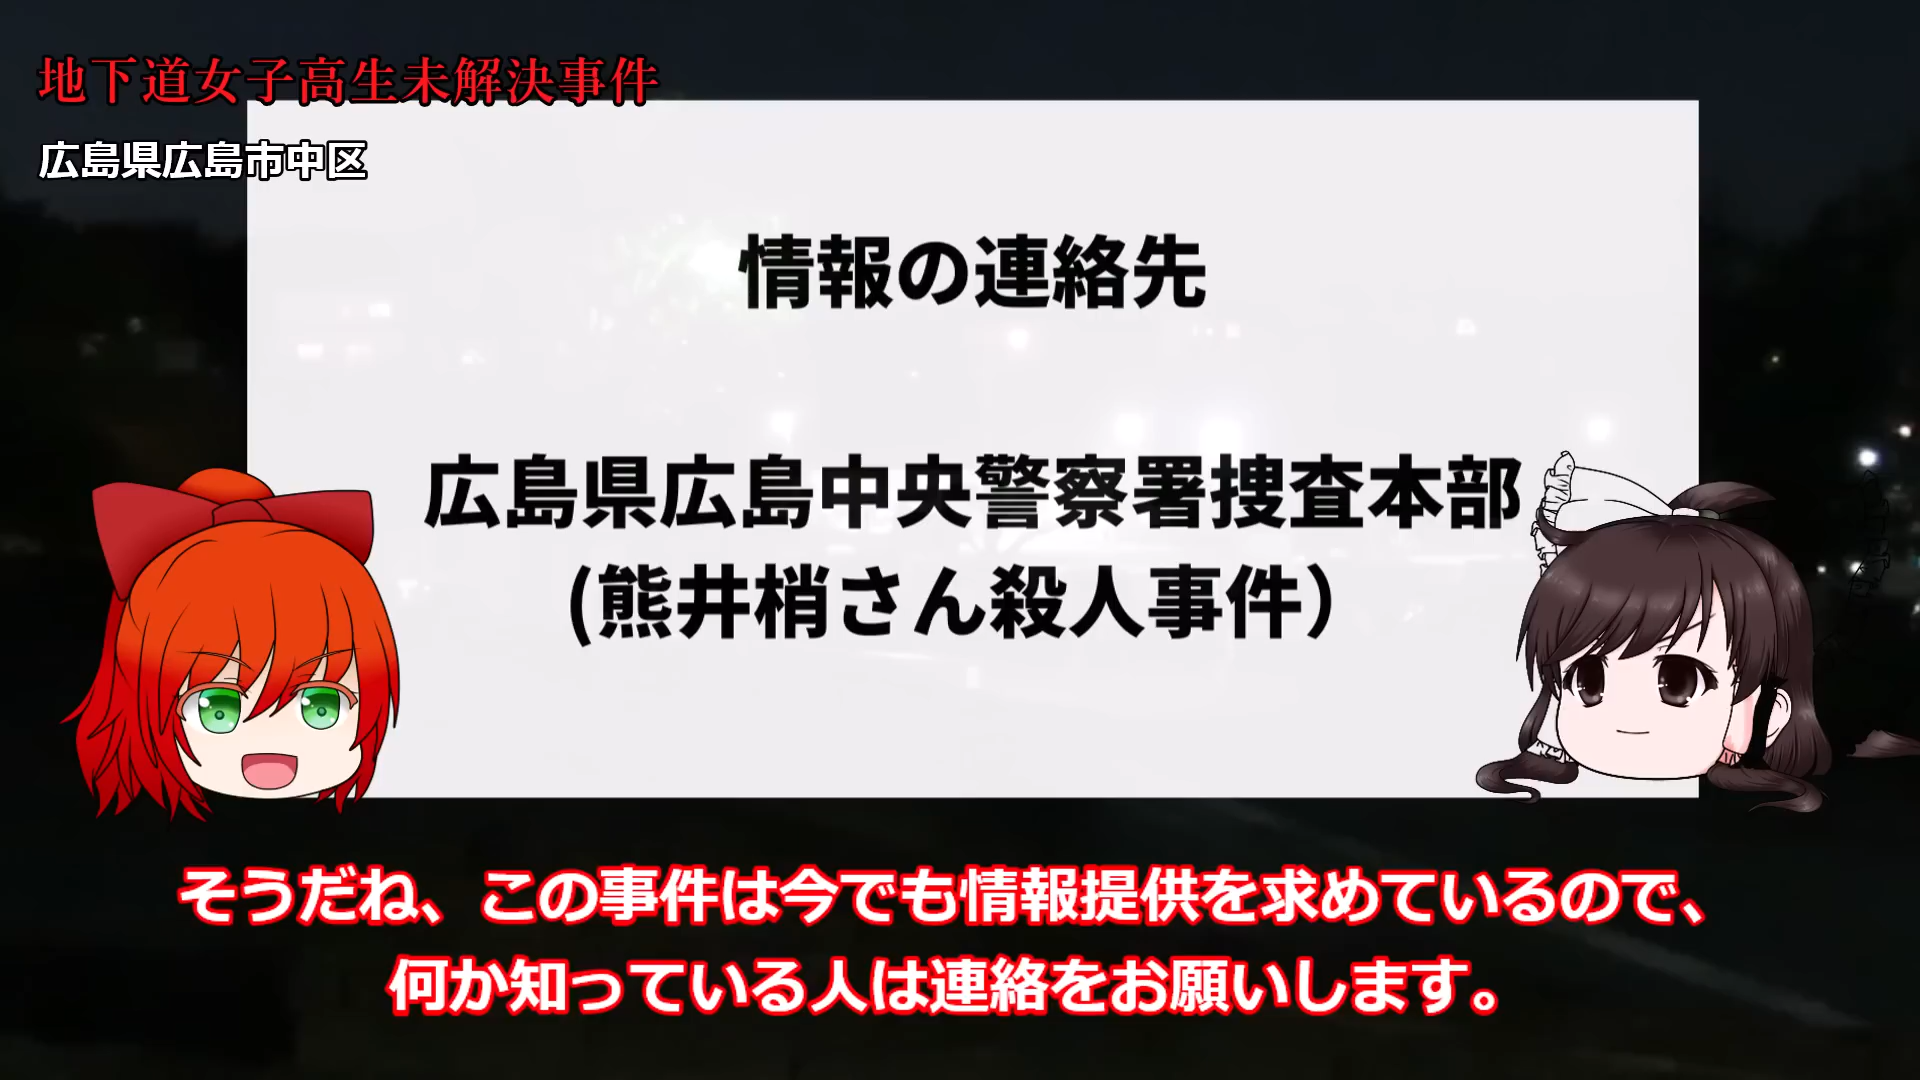 地下道女子高生未解決事件
広島県広島市中区
情報の連絡先
広島県広島中央警察署捜査本部
(熊井梢さん殺人事件）
そうだね、この事件は今でも情報提供を求めているので、
何か知っている人は連絡をお願いします。